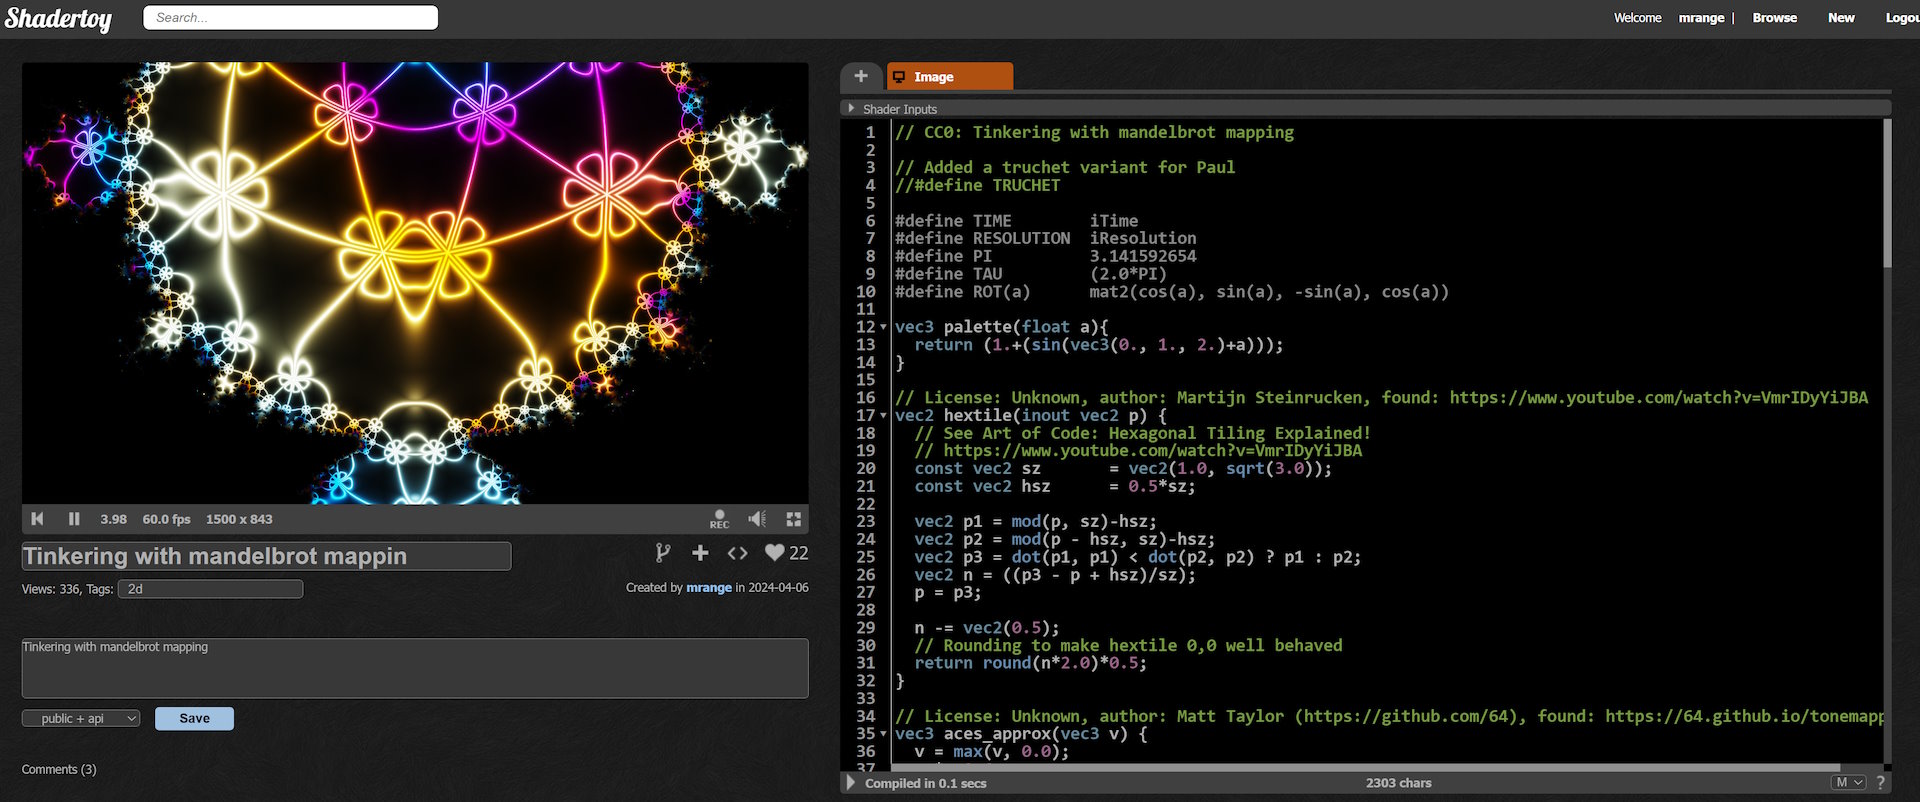 Shadertoy
Search...
Welcome mrange | Browse New
3.98 60.0 fps 1500 x 843
REC
Tinkering with mandelbrot mappin
22
Views: 336, Tags: 2d
Created by mrange in 2024-04-06
Tinkering with mandelbrot mapping
public + api
Save
Comments (3)
+ Image
Shader Inputs
1 // CC0: Tinkering with mandelbrot mapping
2
3 // Added a truchet variant for Paul
4 //#define TRUCHET
5
6 #define TIME iTime
7 #define RESOLUTION iResolution
8 #define PI 3.141592654
9 #define TAU (2.0*PI)
10 #define ROT(a) mat2(cos(a), sin(a), -sin(a), cos(a))
11
12 vec3 palette(float a){
13 return (1.+(sin(vec3(0., 1., 2.)+a)));
14 }
15
16 // License: Unknown, author: Martijn Steinrucken, found: https://www.youtube.com/watch?v=VmrIDyYiJBA
17 vec2 hextile(inout vec2 p) {
18 // See Art of Code: Hexagonal Tiling Explained!
19 // https://www.youtube.com/watch?v=VmrIDyYiJBA
20 const vec2 sz = vec2(1.0, sqrt(3.0));
21 const vec2 hsz = 0.5*sz;
22
23 vec2 p1 = mod(p, sz)-hsz;
24 vec2 p2 = mod(p - hsz, sz)-hsz;
25 vec2 p3 = dot(p1, p1) < dot(p2, p2) ? p1 : p2;
26 vec2 n = ((p3 - p + hsz)/sz);
27 p = p3;
28
29 n -= vec2(0.5);
30 // Rounding to make hextile 0,0 well behaved
31 return round(n*2.0)*0.5;
32 }
33
34 // License: Unknown, author: Matt Taylor (https://github.com/64), found: https://64.github.io/tonemapp
35 vec3 aces_approx(vec3 v) {
36 v = max(v, 0.0);
37
Compiled in 0.1 secs
2303 chars
M
?